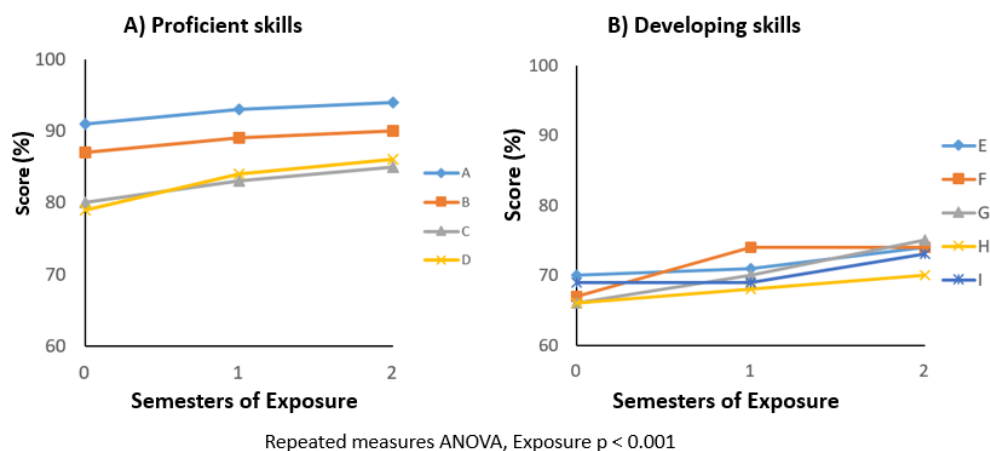 A) Proficient skills
100
90
80
70
60
0
1
2
Score (%)
Semesters of Exposure
A
B
C
D
B) Developing skills
100
90
80
70
60
0
1
2
Score (%)
Semesters of Exposure
E
F
G
H
I
Repeated measures ANOVA, Exposure p < 0.001